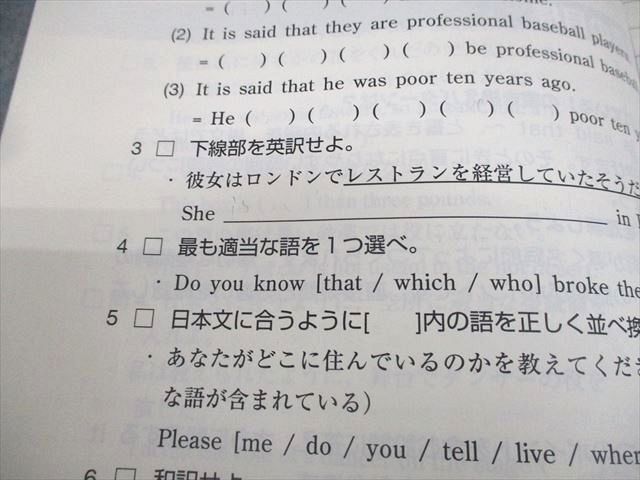 = (
(2) It is said that they are professional baseball players.
= ( ) ( ) ( ) ( ) be professional
(3) It is said that he was poor ten years ago.
= He ( ) ( ) ( ) ( ) ( ) poor ten
3 □ 下線部を英訳せよ。
・彼女はロンドンでレストランを経営していたそうだ
She in
4 □ 最も適当な語を1つ選べ。
・Do you know [that / which / who] broke the
5 □ 日本文に合うように[ ]内の語を正しく並べ換
・あなたがどこに住んでいるのかを教えてくだ
な語が含まれている)
Please [me / do / you / tell / live /
6 □ 和訳せよ